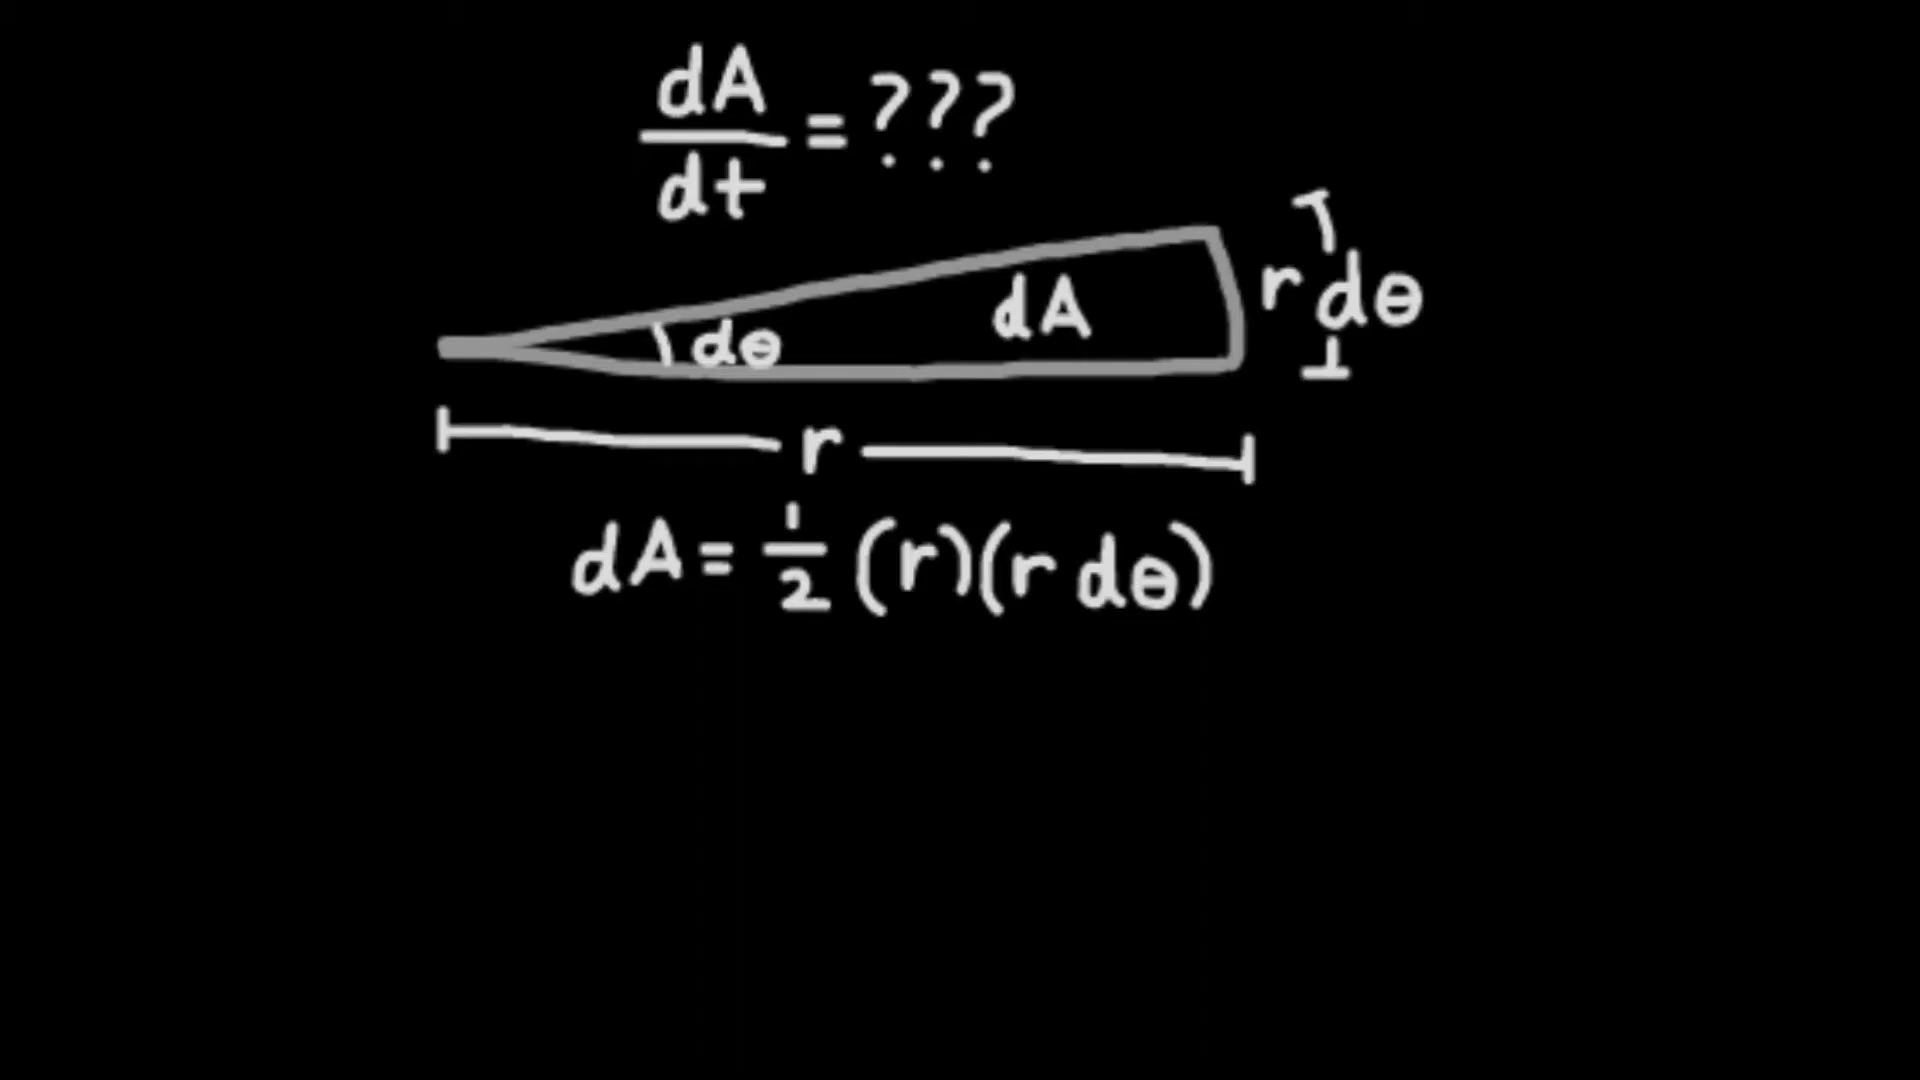 dA/dt = ???
dA
r dθ
dθ
r
dA = 1/2 (r)(r dθ)